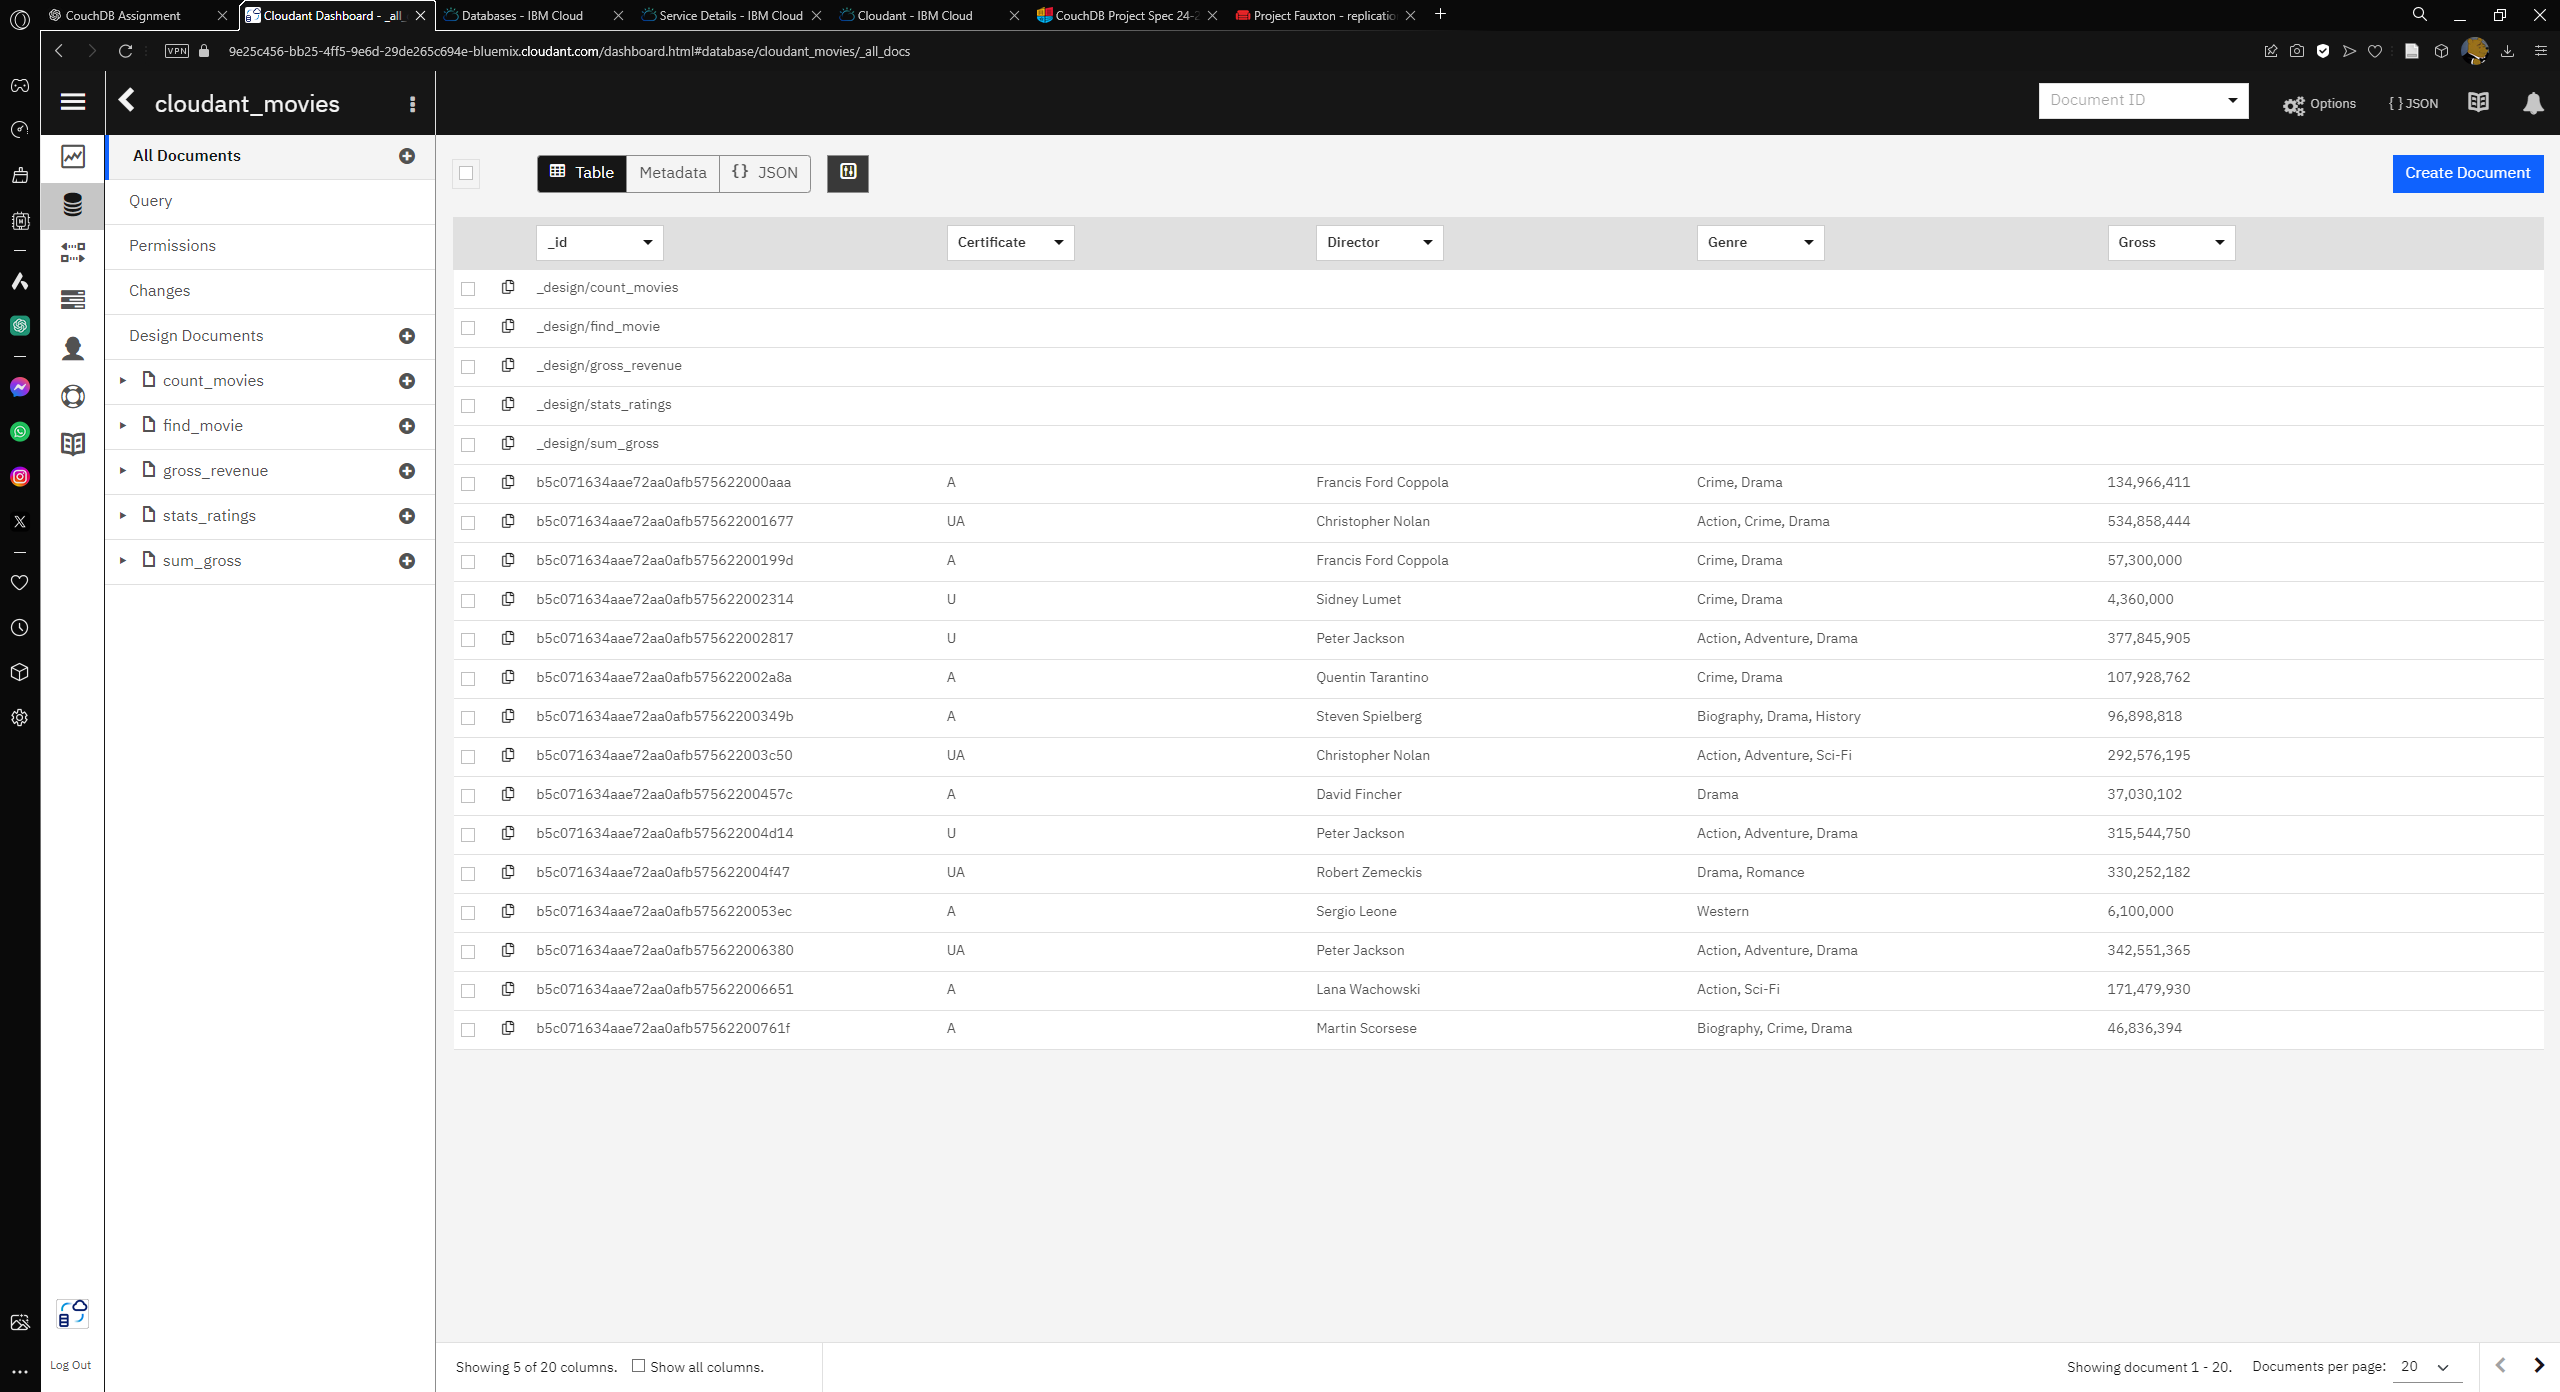 CouchDB Assignment
Cloudant Dashboard - _all_
Databases - IBM Cloud
Service Details - IBM Cloud
Cloudant - IBM Cloud
CouchDB Project Spec 24-2
Project Fauxton - replicatio
VPN
9e25c456-bb25-4ff5-9e6d-29de265c694e-bluemix.cloudant.com/dashboard.html#database/cloudant_movies/_all_docs
cloudant_movies
Document ID
Options
{ } JSON
All Documents
Query
Permissions
Changes
Design Documents
count_movies
find_movie
gross_revenue
stats_ratings
sum_gross
Table
Metadata
{} JSON
Create Document
_id Certificate Director Genre Gross
_design/count_movies
_design/find_movie
_design/gross_revenue
_design/stats_ratings
_design/sum_gross
b5c071634aae72aa0afb575622000aaa A Francis Ford Coppola Crime, Drama 134,966,411
b5c071634aae72aa0afb575622001677 UA Christopher Nolan Action, Crime, Drama 534,858,444
b5c071634aae72aa0afb57562200199d A Francis Ford Coppola Crime, Drama 57,300,000
b5c071634aae72aa0afb575622002314 U Sidney Lumet Crime, Drama 4,360,000
b5c071634aae72aa0afb575622002817 U Peter Jackson Action, Adventure, Drama 377,845,905
b5c071634aae72aa0afb575622002a8a A Quentin Tarantino Crime, Drama 107,928,762
b5c071634aae72aa0afb57562200349b A Steven Spielberg Biography, Drama, History 96,898,818
b5c071634aae72aa0afb575622003c50 UA Christopher Nolan Action, Adventure, Sci-Fi 292,576,195
b5c071634aae72aa0afb57562200457c A David Fincher Drama 37,030,102
b5c071634aae72aa0afb575622004d14 U Peter Jackson Action, Adventure, Drama 315,544,750
b5c071634aae72aa0afb575622004f47 UA Robert Zemeckis Drama, Romance 330,252,182
b5c071634aae72aa0afb5756220053ec A Sergio Leone Western 6,100,000
b5c071634aae72aa0afb575622006380 UA Peter Jackson Action, Adventure, Drama 342,551,365
b5c071634aae72aa0afb575622006651 A Lana Wachowski Action, Sci-Fi 171,479,930
b5c071634aae72aa0afb57562200761f A Martin Scorsese Biography, Crime, Drama 46,836,394
Log Out
Showing 5 of 20 columns.
Show all columns.
Showing document 1 - 20.
Documents per page: 20